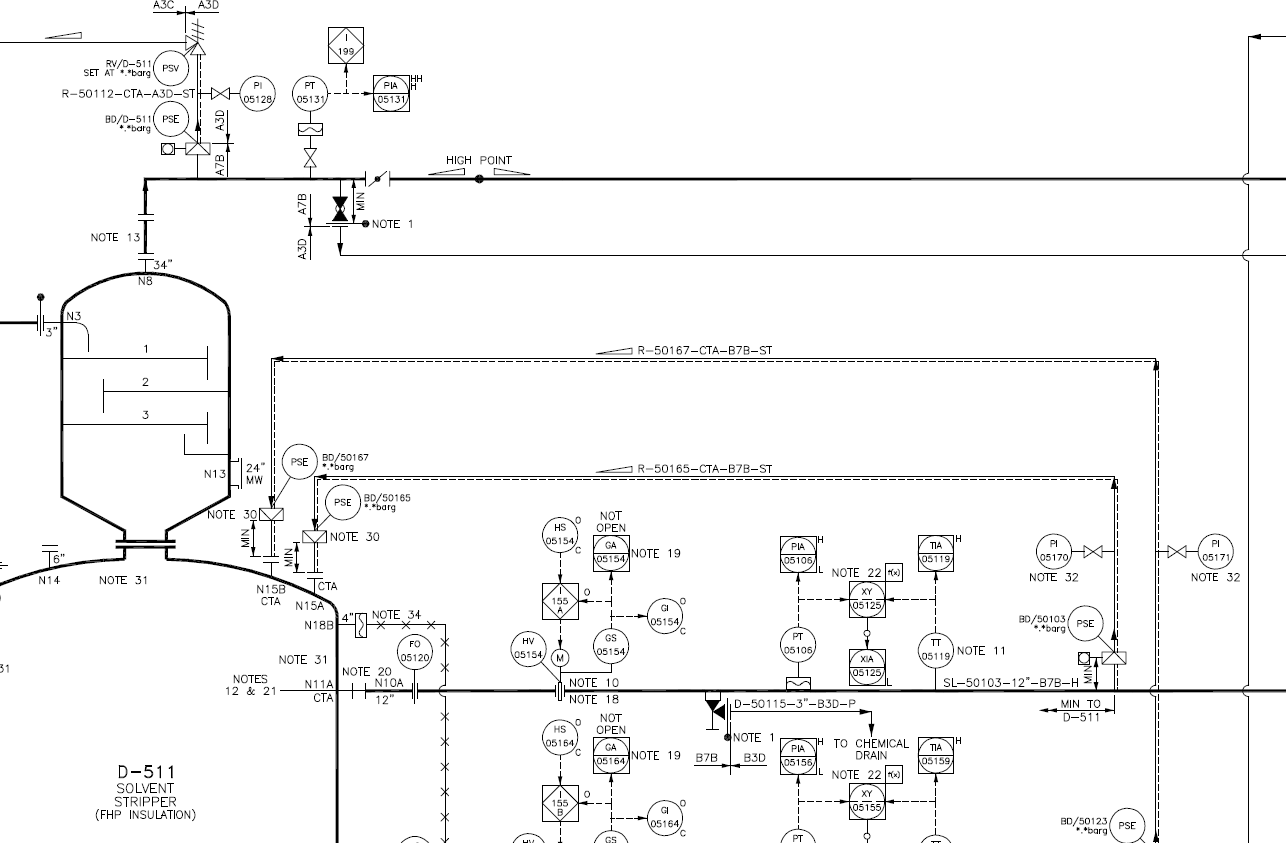 A3C
A3D
RV/D-511
SET AT *.*barg
PSV
R-50112-CTA-A3D-ST
PI
05128
BD/D-511
*.*barg
PSE
A3D
A7B
I
199
PT
05131
PIA
05131
HH
H
HIGH POINT
A7B
A3D
MIN
NOTE 1
NOTE 13
34"
N8
N3
3"
1
2
3
N13
24"
MW
R-50167-CTA-B7B-ST
PSE
BD/50167
*.*barg
R-50165-CTA-B7B-ST
PSE
BD/50165
*.*barg
NOTE 30
NOTE 30
MIN
MIN
6"
N14
NOTE 31
N15B
CTA
CTA
N15A
N18B
4"
NOTE 34
FO
05120
NOTE 31
31
NOTES
12 & 21
N11A
CTA
NOTE 20
N10A
12"
HS
05154
O
C
NOT
OPEN
GA
05154
NOTE 19
I
155
A
O
GI
05154
O
C
HV
05154
M
GS
05154
NOTE 10
NOTE 18
PIA
05106
H
L
NOTE 22
f(x)
XY
05125
TIA
05119
H
PT
05106
XIA
05125
L
TT
05119
NOTE 11
PI
05170
NOTE 32
PI
05171
NOTE 32
BD/50103
*.*barg
PSE
MIN
SL-50103-12"-B7B-H
MIN TO
D-511
D-50115-3"-B3D-P
NOTE 1
B7B
B3D
TO CHEMICAL
DRAIN
HS
05164
O
C
NOT
OPEN
GA
05164
NOTE 19
I
155
B
O
GI
05164
O
C
HV
GS
PIA
05156
H
L
NOTE 22
f(x)
XY
05155
TIA
05159
H
PT
TT
BD/50123
*.*barg
PSE
D-511
SOLVENT
STRIPPER
(FHP INSULATION)